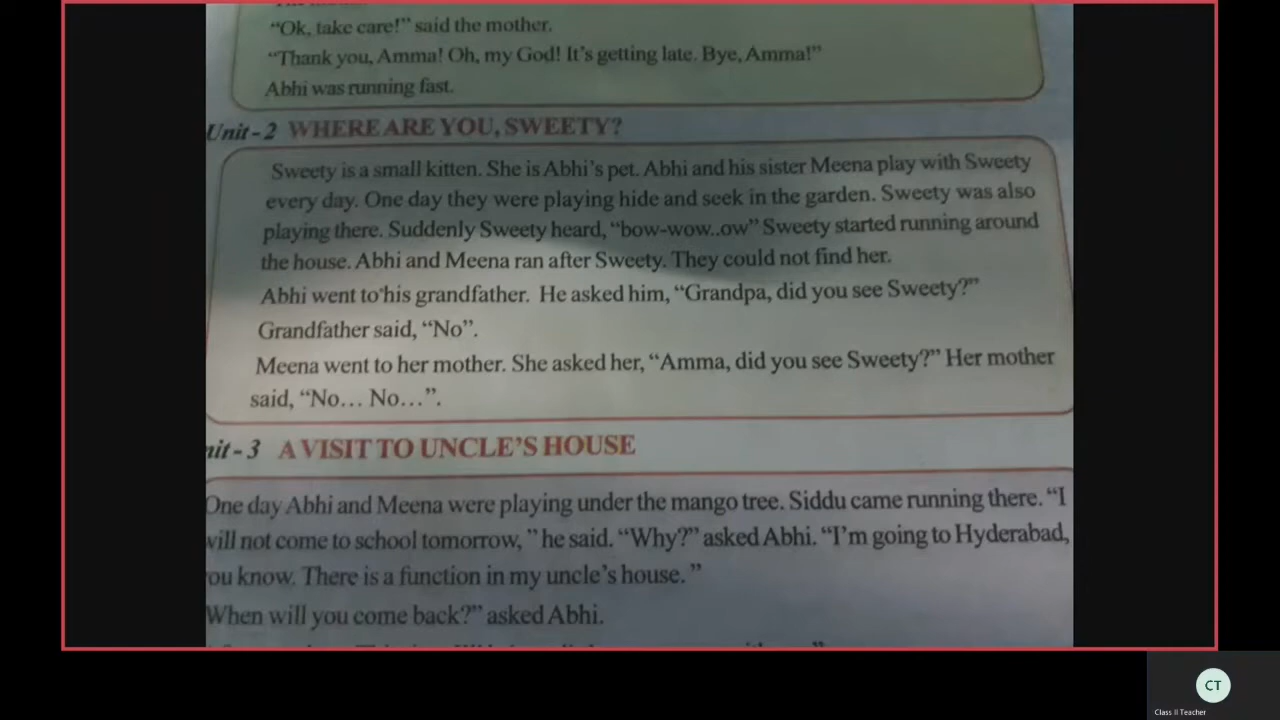 “Ok, take care!” said the mother.
“Thank you, Amma! Oh, my God! It’s getting late. Bye, Amma!”
Abhi was running fast.
Unit - 2 WHERE ARE YOU, SWEETY?
Sweety is a small kitten. She is Abhi’s pet. Abhi and his sister Meena play with Sweety
every day. One day they were playing hide and seek in the garden. Sweety was also
playing there. Suddenly Sweety heard, “bow-wow..ow” Sweety started running around
the house. Abhi and Meena ran after Sweety. They could not find her.
Abhi went to his grandfather. He asked him, “Grandpa, did you see Sweety?”
Grandfather said, “No”.
Meena went to her mother. She asked her, “Amma, did you see Sweety?” Her mother
said, “No… No…”.
nit - 3 A VISIT TO UNCLE’S HOUSE
One day Abhi and Meena were playing under the mango tree. Siddu came running there. “I
will not come to school tomorrow, ” he said. “Why?” asked Abhi. “I’m going to Hyderabad,
ou know. There is a function in my uncle’s house. ”
When will you come back?” asked Abhi.
CT
Class II Teacher